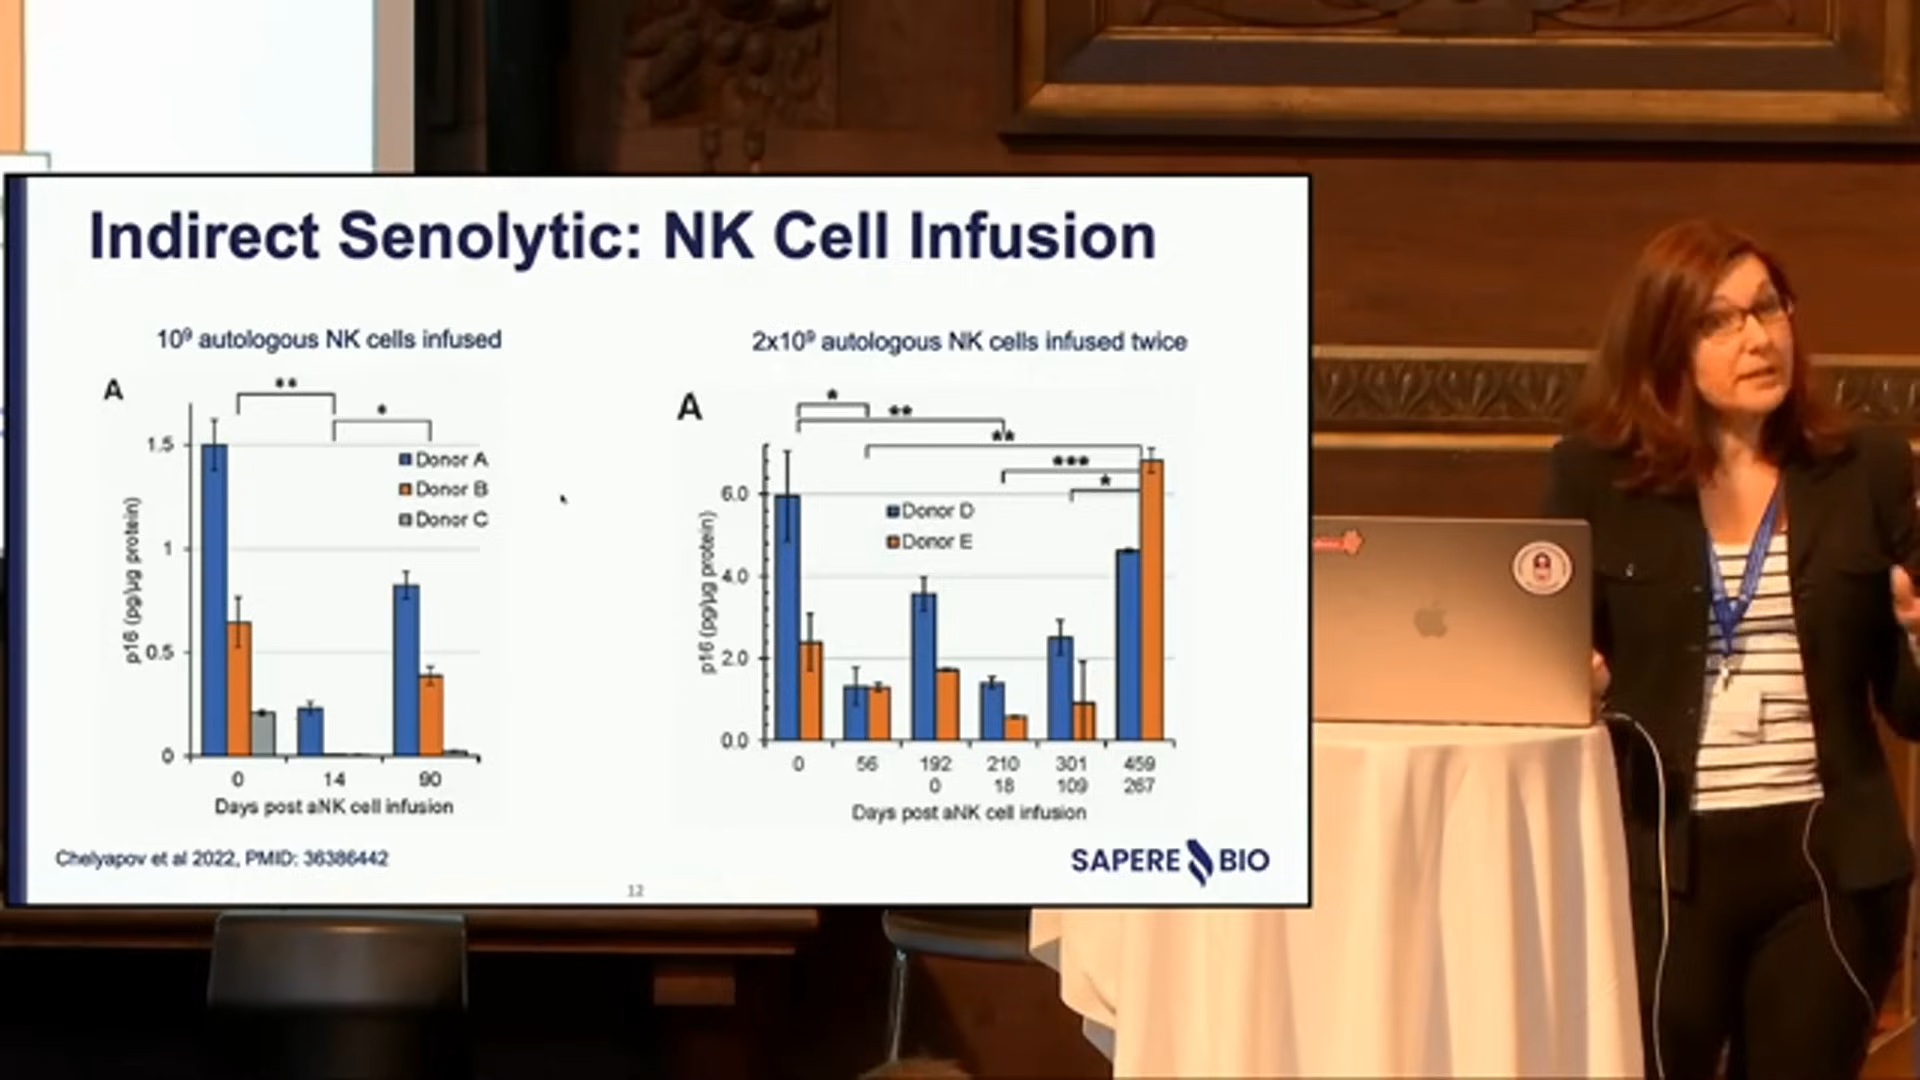 Indirect Senolytic: NK Cell Infusion
10⁹ autologous NK cells infused
A
**
*
1.5
1
0.5
0
p16 (pg/µg protein)
Donor A
Donor B
Donor C
0 14 90
Days post aNK cell infusion
2x10⁹ autologous NK cells infused twice
A
*
**
**
***
*
6.0
4.0
2.0
0.0
p16 (pg/µg protein)
Donor D
Donor E
0 56 192 210 301 459
0 18 109 267
Days post aNK cell infusion
Chelyapov et al 2022, PMID: 36386442
SAPERE BIO
12